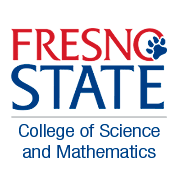 FRESNO
STATE
College of Science
and Mathematics